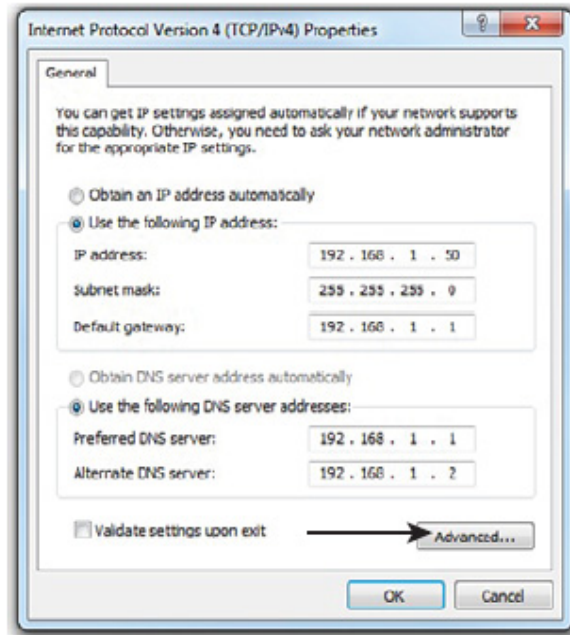 Internet Protocol Version 4 (TCP/IPv4) Properties
General
You can get IP settings assigned automatically if your network supports
this capability. Otherwise, you need to ask your network administrator
for the appropriate IP settings.
Obtain an IP address automatically
Use the following IP address:
IP address: 192 . 168 . 1 . 50
Subnet mask: 255 . 255 . 255 . 0
Default gateway: 192 . 168 . 1 . 1
Obtain DNS server address automatically
Use the following DNS server addresses:
Preferred DNS server: 192 . 168 . 1 . 1
Alternate DNS server: 192 . 168 . 1 . 2
Validate settings upon exit
Advanced...
OK Cancel